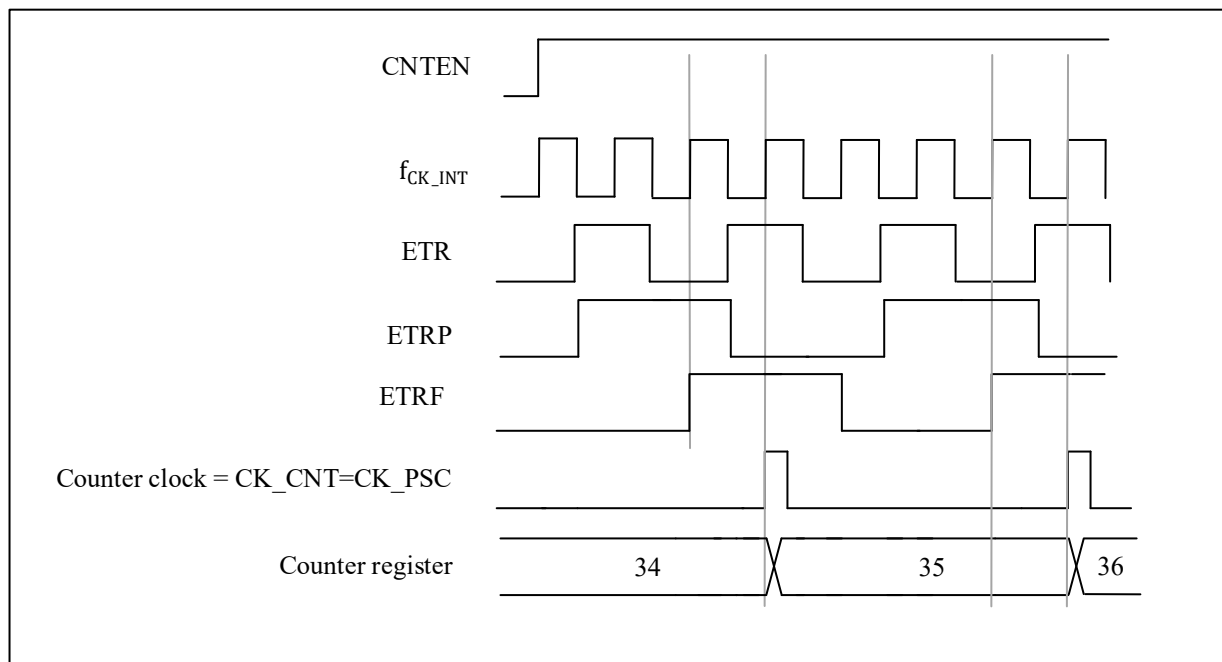 CNTEN
fCK_INT
ETR
ETRP
ETRF
Counter clock = CK_CNT=CK_PSC
Counter register 34 35 36